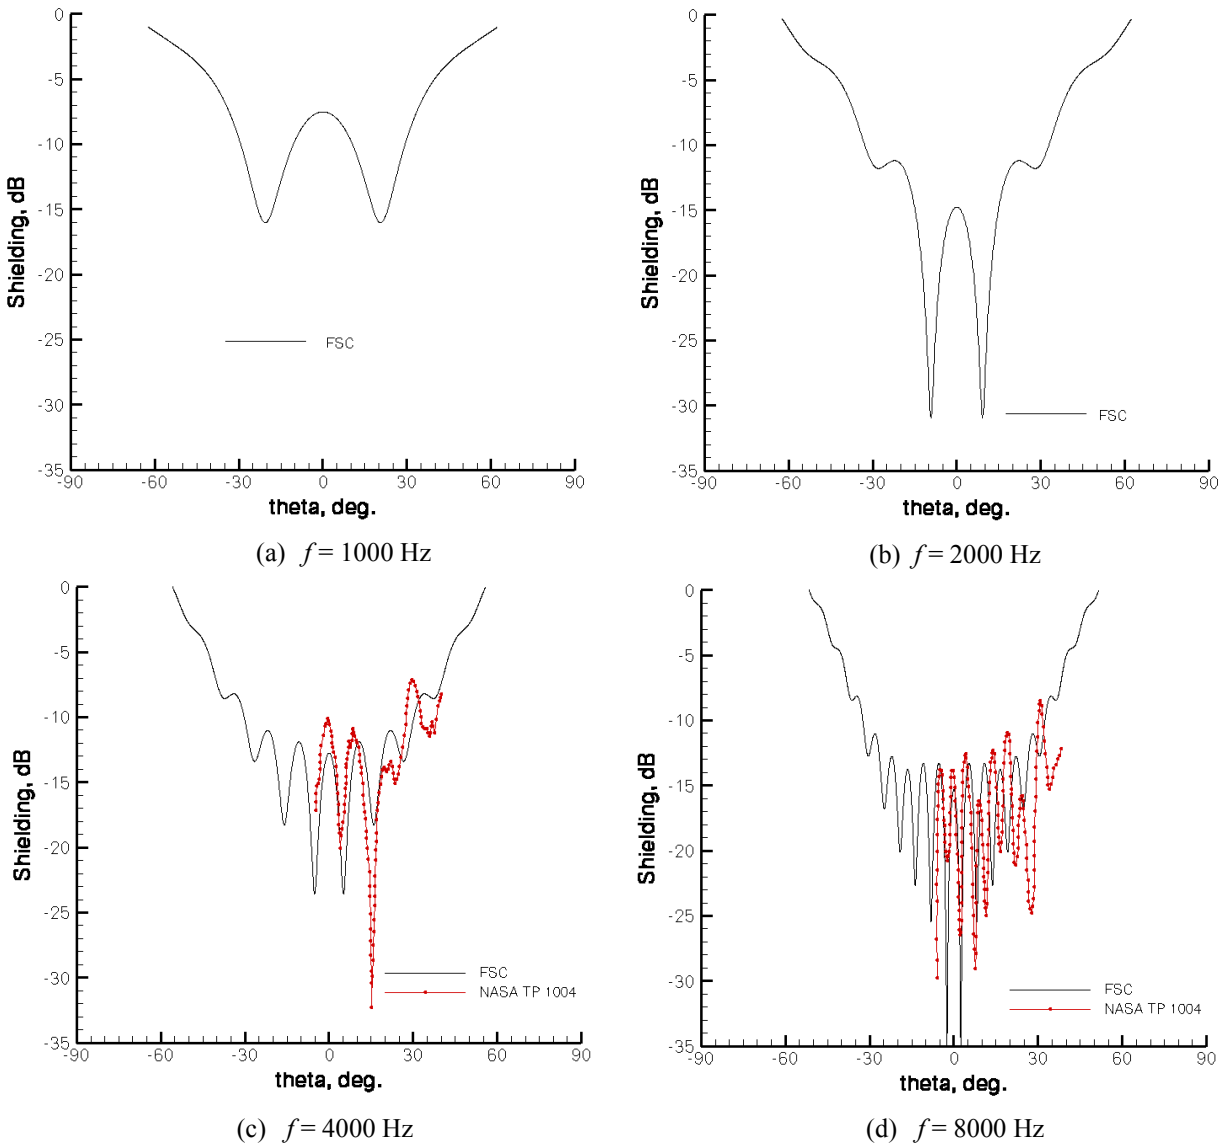 0
-5
-10
-15
-20
-25
-30
-35
Shielding, dB
FSC
-90 -60 -30 0 30 60 90
theta, deg.
(a) f = 1000 Hz
0
-5
-10
-15
-20
-25
-30
-35
Shielding, dB
FSC
-90 -60 -30 0 30 60 90
theta, deg.
(b) f = 2000 Hz
0
-5
-10
-15
-20
-25
-30
-35
Shielding, dB
FSC
NASA TP 1004
-90 -60 -30 0 30 60 90
theta, deg.
(c) f = 4000 Hz
0
-5
-10
-15
-20
-25
-30
-35
Shielding, dB
FSC
NASA TP 1004
-90 -60 -30 0 30 60 90
theta, deg.
(d) f = 8000 Hz